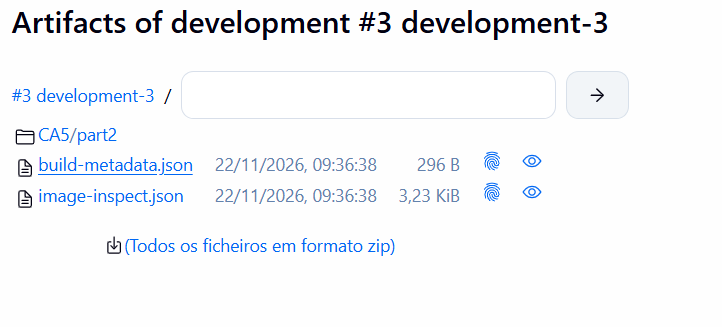 Artifacts of development #3 development-3
#3 development-3 /
CA5/part2
build-metadata.json 22/11/2026, 09:36:38 296 B
image-inspect.json 22/11/2026, 09:36:38 3,23 KiB
(Todos os ficheiros em formato zip)